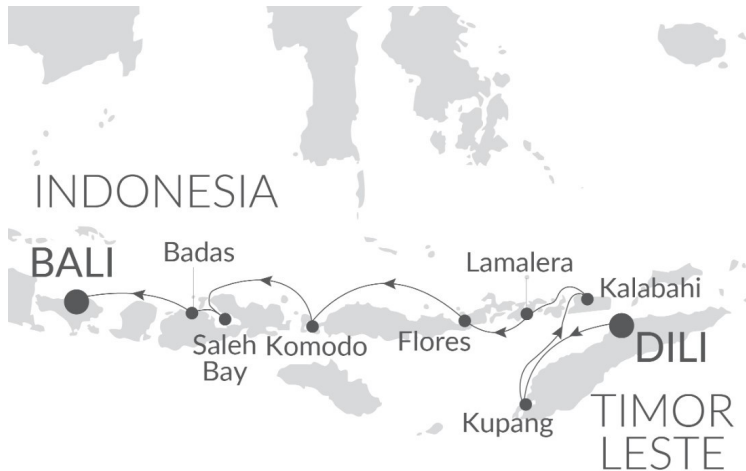 INDONESIA
BALI
Badas
Lamalera
Kalabahi
Saleh
Bay
Komodo
Flores
DILI
Kupang
TIMOR
LESTE